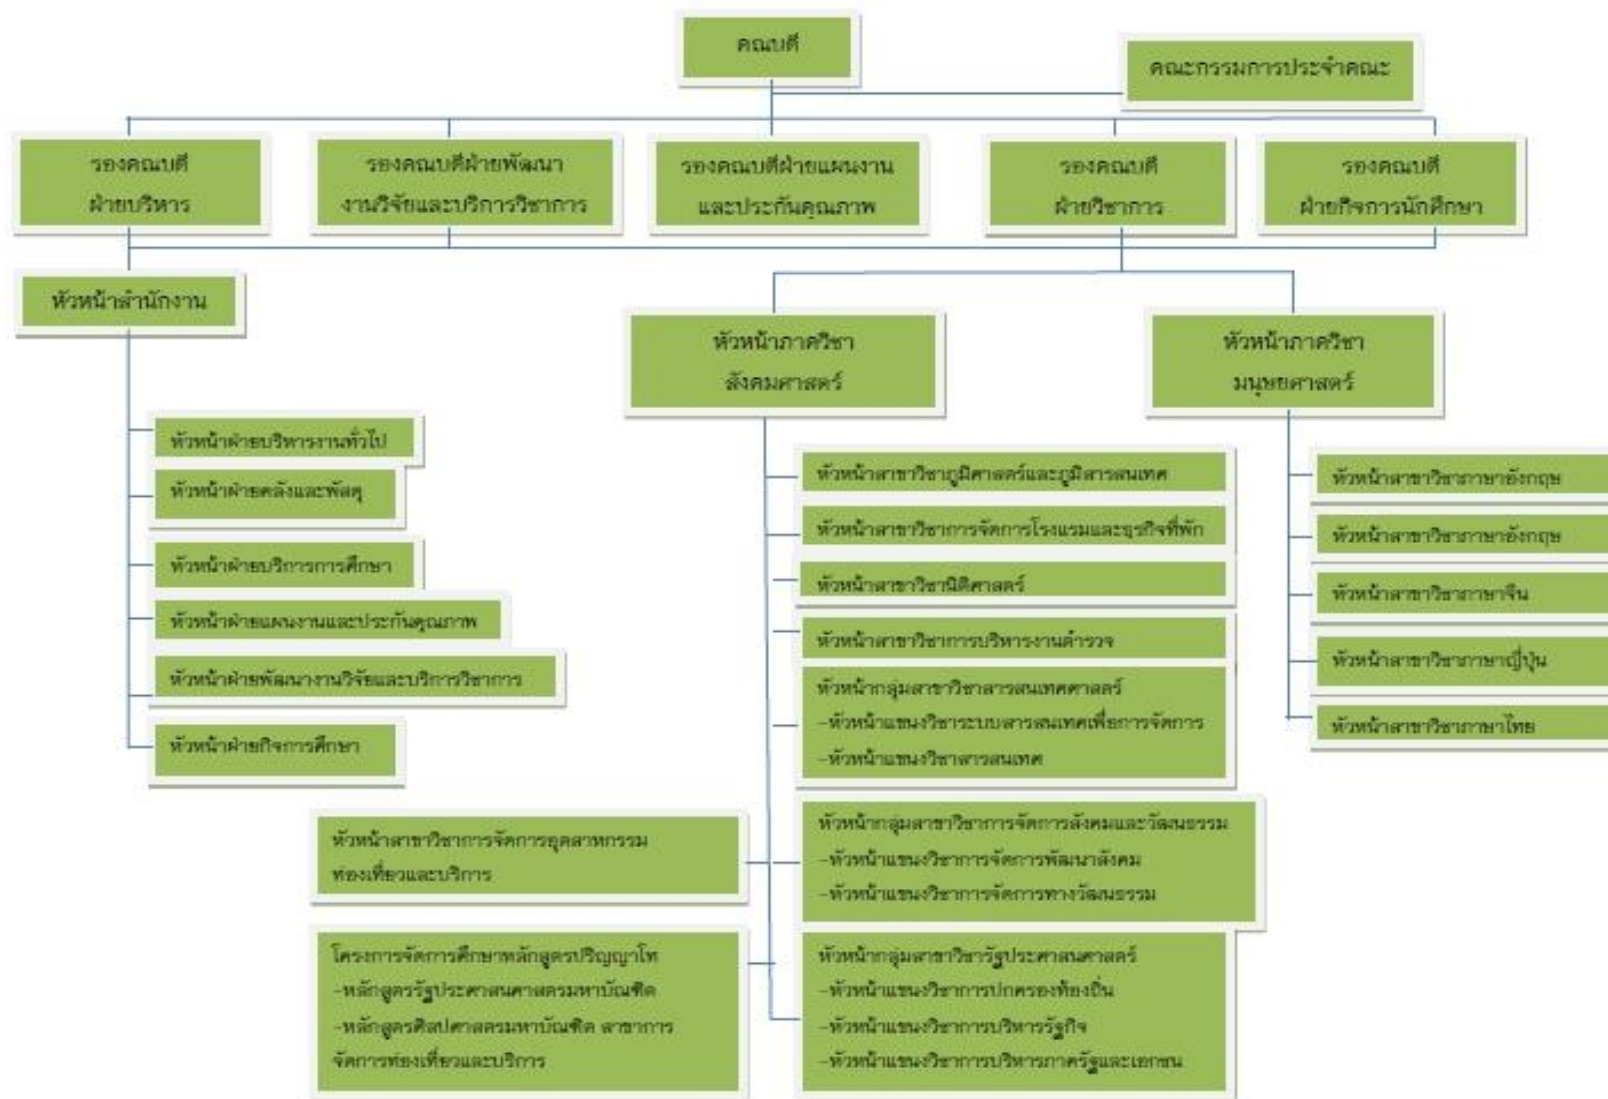 คณบดี
คณะกรรมการประจำคณะ
รองคณบดี
ฝ่ายบริหาร
รองคณบดีฝ่ายพัฒนา
งานวิจัยและบริการวิชาการ
รองคณบดีฝ่ายแผนงาน
และประกันคุณภาพ
รองคณบดี
ฝ่ายวิชาการ
รองคณบดี
ฝ่ายกิจการนักศึกษา
หัวหน้าสำนักงาน
หัวหน้าภาควิชา
สังคมศาสตร์
หัวหน้าภาควิชา
มนุษยศาสตร์
หัวหน้าฝ่ายบริหารงานทั่วไป
หัวหน้าฝ่ายคลังและพัสดุ
หัวหน้าฝ่ายบริการการศึกษา
หัวหน้าฝ่ายแผนงานและประกันคุณภาพ
หัวหน้าฝ่ายพัฒนางานวิจัยและบริการวิชาการ
หัวหน้าฝ่ายกิจการศึกษา
หัวหน้าสาขาวิชาภูมิศาสตร์และภูมิสารสนเทศ
หัวหน้าสาขาวิชาการจัดการโรงแรมและธุรกิจที่พัก
หัวหน้าสาขาวิชานิติศาสตร์
หัวหน้าสาขาวิชาการบริหารงานตำรวจ
หัวหน้ากลุ่มสาขาวิชาสารสนเทศศาสตร์
-หัวหน้าแขนงวิชาระบบสารสนเทศเพื่อการจัดการ
-หัวหน้าแขนงวิชาสารสนเทศ
หัวหน้าสาขาวิชาภาษาอังกฤษ
หัวหน้าสาขาวิชาภาษาอังกฤษ
หัวหน้าสาขาวิชาภาษาจีน
หัวหน้าสาขาวิชาภาษาญี่ปุ่น
หัวหน้าสาขาวิชาภาษาไทย
หัวหน้าสาขาวิชาการจัดการอุตสาหกรรม
ท่องเที่ยวและบริการ
หัวหน้ากลุ่มสาขาวิชาการจัดการสังคมและวัฒนธรรม
-หัวหน้าแขนงวิชาการจัดการพัฒนาสังคม
-หัวหน้าแขนงวิชาการจัดการทางวัฒนธรรม
โครงการจัดการศึกษาหลักสูตรปริญญาโท
-หลักสูตรรัฐประศาสนศาสตรมหาบัณฑิต
-หลักสูตรศิลปศาสตรมหาบัณฑิต สาขาการ
จัดการท่องเที่ยวและบริการ
หัวหน้ากลุ่มสาขาวิชารัฐประศาสนศาสตร์
-หัวหน้าแขนงวิชาการปกครองท้องถิ่น
-หัวหน้าแขนงวิชาการบริหารรัฐกิจ
-หัวหน้าแขนงวิชาการบริหารภาครัฐและเอกชน